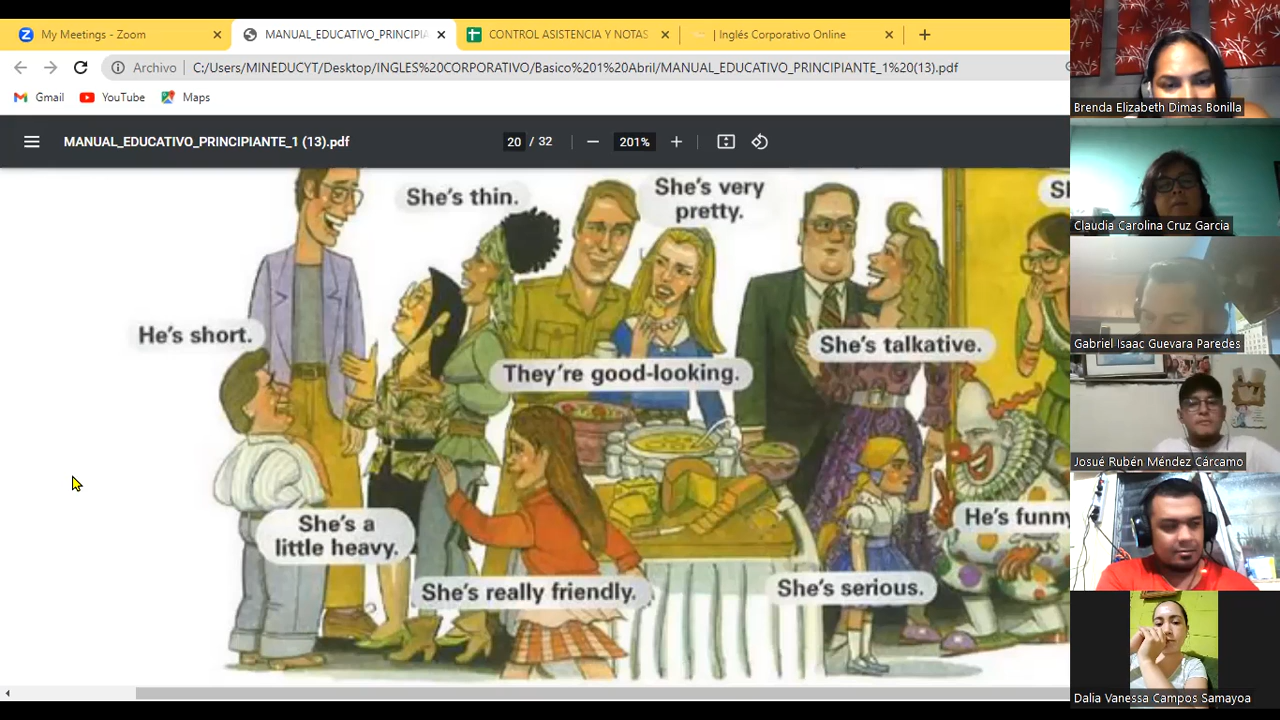 My Meetings - Zoom
MANUAL_EDUCATIVO_PRINCIPIA
CONTROL ASISTENCIA Y NOTAS
| Inglés Corporativo Online
Archivo
C:/Users/MINEDUCYT/Desktop/INGLES%20CORPORATIVO/Basico%201%20Abril/MANUAL_EDUCATIVO_PRINCIPIANTE_1%20(13).pdf
Gmail
YouTube
Maps
MANUAL_EDUCATIVO_PRINCIPIANTE_1 (13).pdf
20 / 32
201%
She's thin.
She's very
pretty.
He's short.
They're good-looking.
She's talkative.
She's a
little heavy.
He's funny
She's really friendly.
She's serious.
Brenda Elizabeth Dimas Bonilla
Claudia Carolina Cruz Garcia
Gabriel Isaac Guevara Paredes
Josué Rubén Méndez Cárcamo
Dalia Vanessa Campos Samayoa